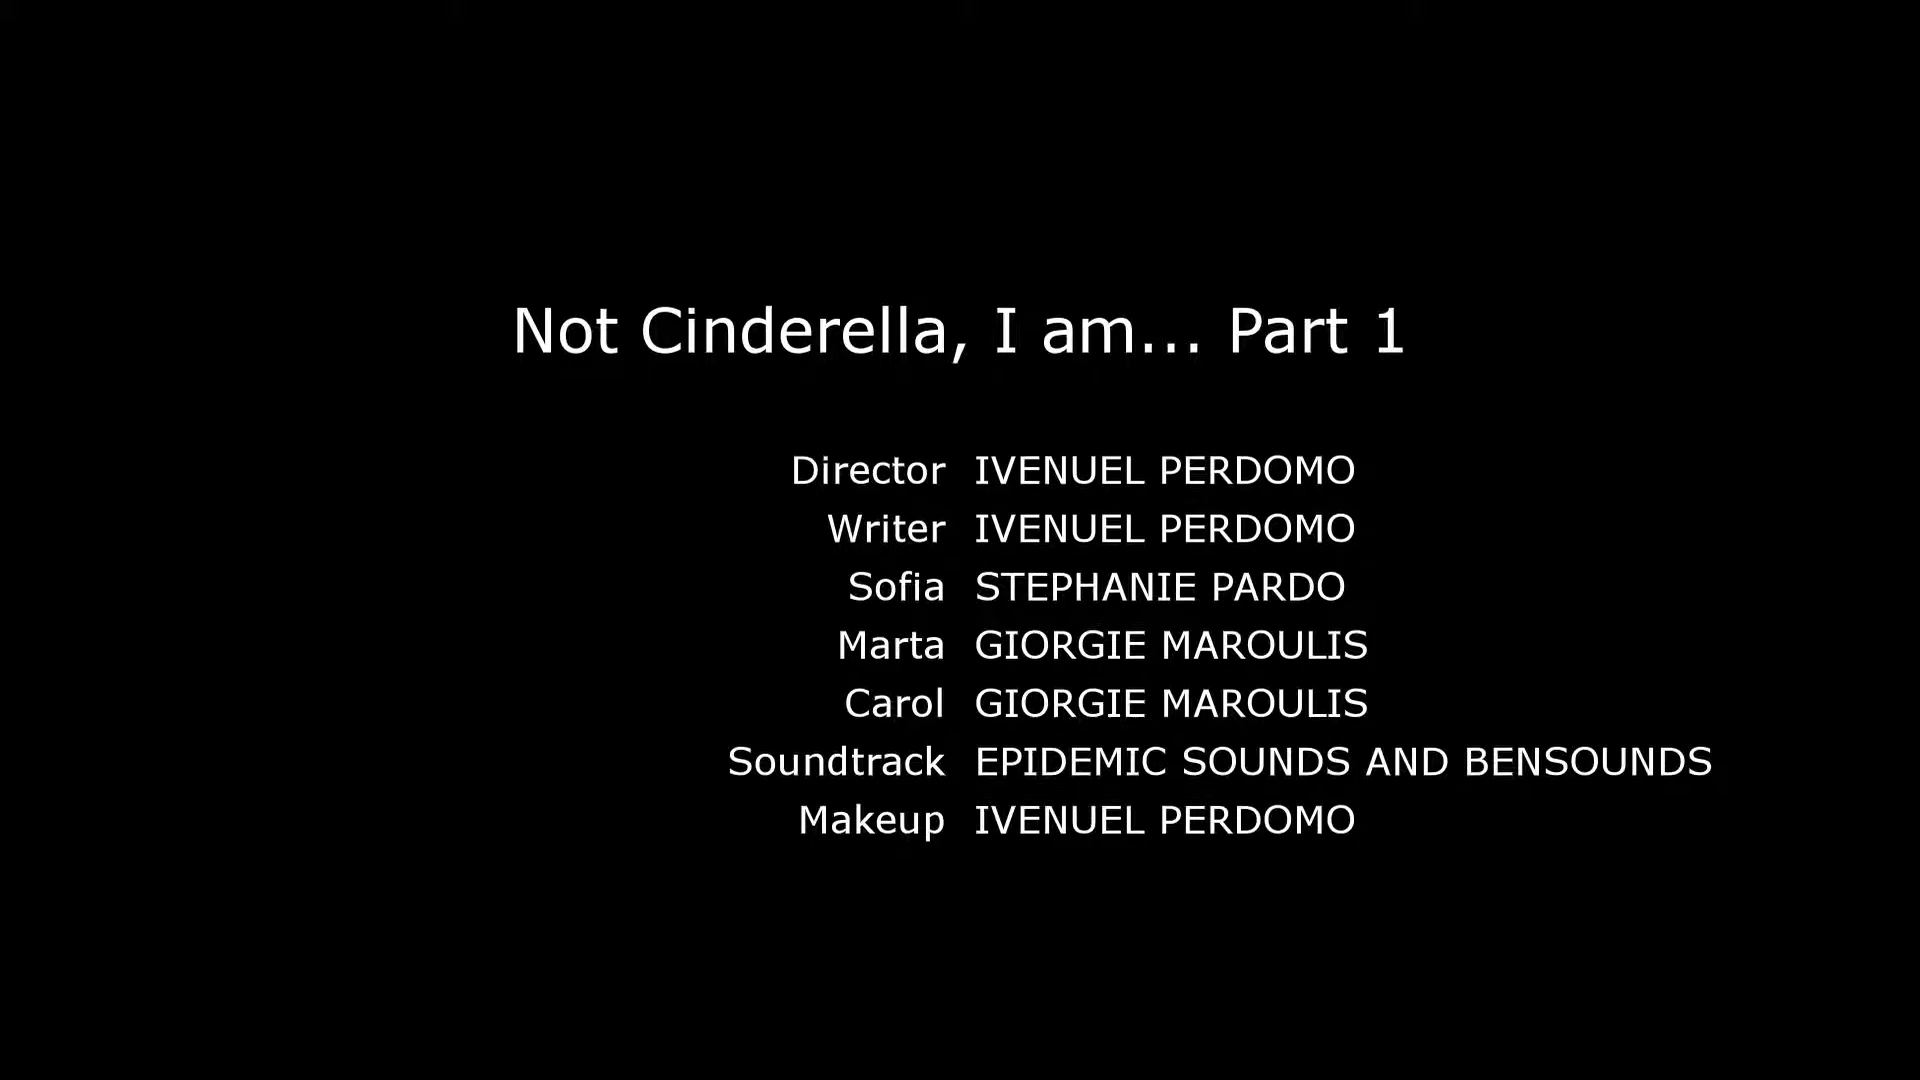 Not Cinderella, I am... Part 1
Director IVENUEL PERDOMO
Writer IVENUEL PERDOMO
Sofia STEPHANIE PARDO
Marta GIORGIE MAROULIS
Carol GIORGIE MAROULIS
Soundtrack EPIDEMIC SOUNDS AND BENSOUNDS
Makeup IVENUEL PERDOMO